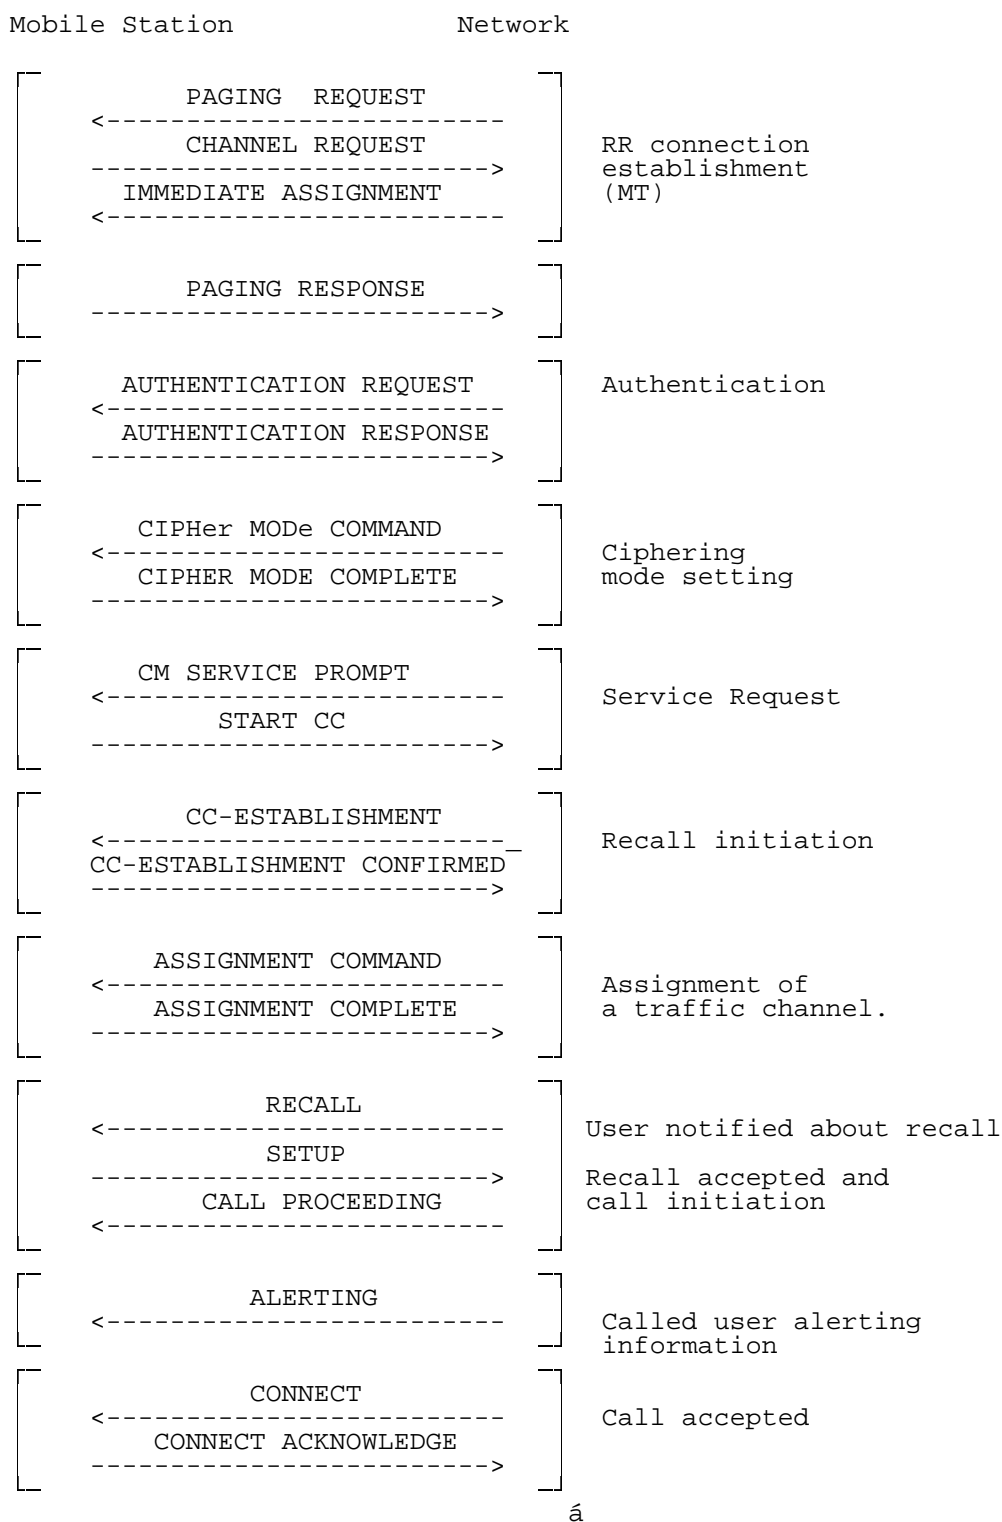 Mobile Station Network
PAGING REQUEST
<-------------------------
CHANNEL REQUEST RR connection
-------------------------> establishment
IMMEDIATE ASSIGNMENT (MT)
<-------------------------
PAGING RESPONSE
------------------------->
AUTHENTICATION REQUEST Authentication
<-------------------------
AUTHENTICATION RESPONSE
------------------------->
CIPHer MODe COMMAND
<------------------------- Ciphering
CIPHER MODE COMPLETE mode setting
------------------------->
CM SERVICE PROMPT
<------------------------- Service Request
START CC
------------------------->
CC-ESTABLISHMENT
<-------------------------_ Recall initiation
CC-ESTABLISHMENT CONFIRMED
------------------------->
ASSIGNMENT COMMAND
<------------------------- Assignment of
ASSIGNMENT COMPLETE a traffic channel.
------------------------->
RECALL
<------------------------- User notified about recall
SETUP
-------------------------> Recall accepted and
CALL PROCEEDING call initiation
<-------------------------
ALERTING
<------------------------- Called user alerting
information
CONNECT
<------------------------- Call accepted
CONNECT ACKNOWLEDGE
------------------------->
á